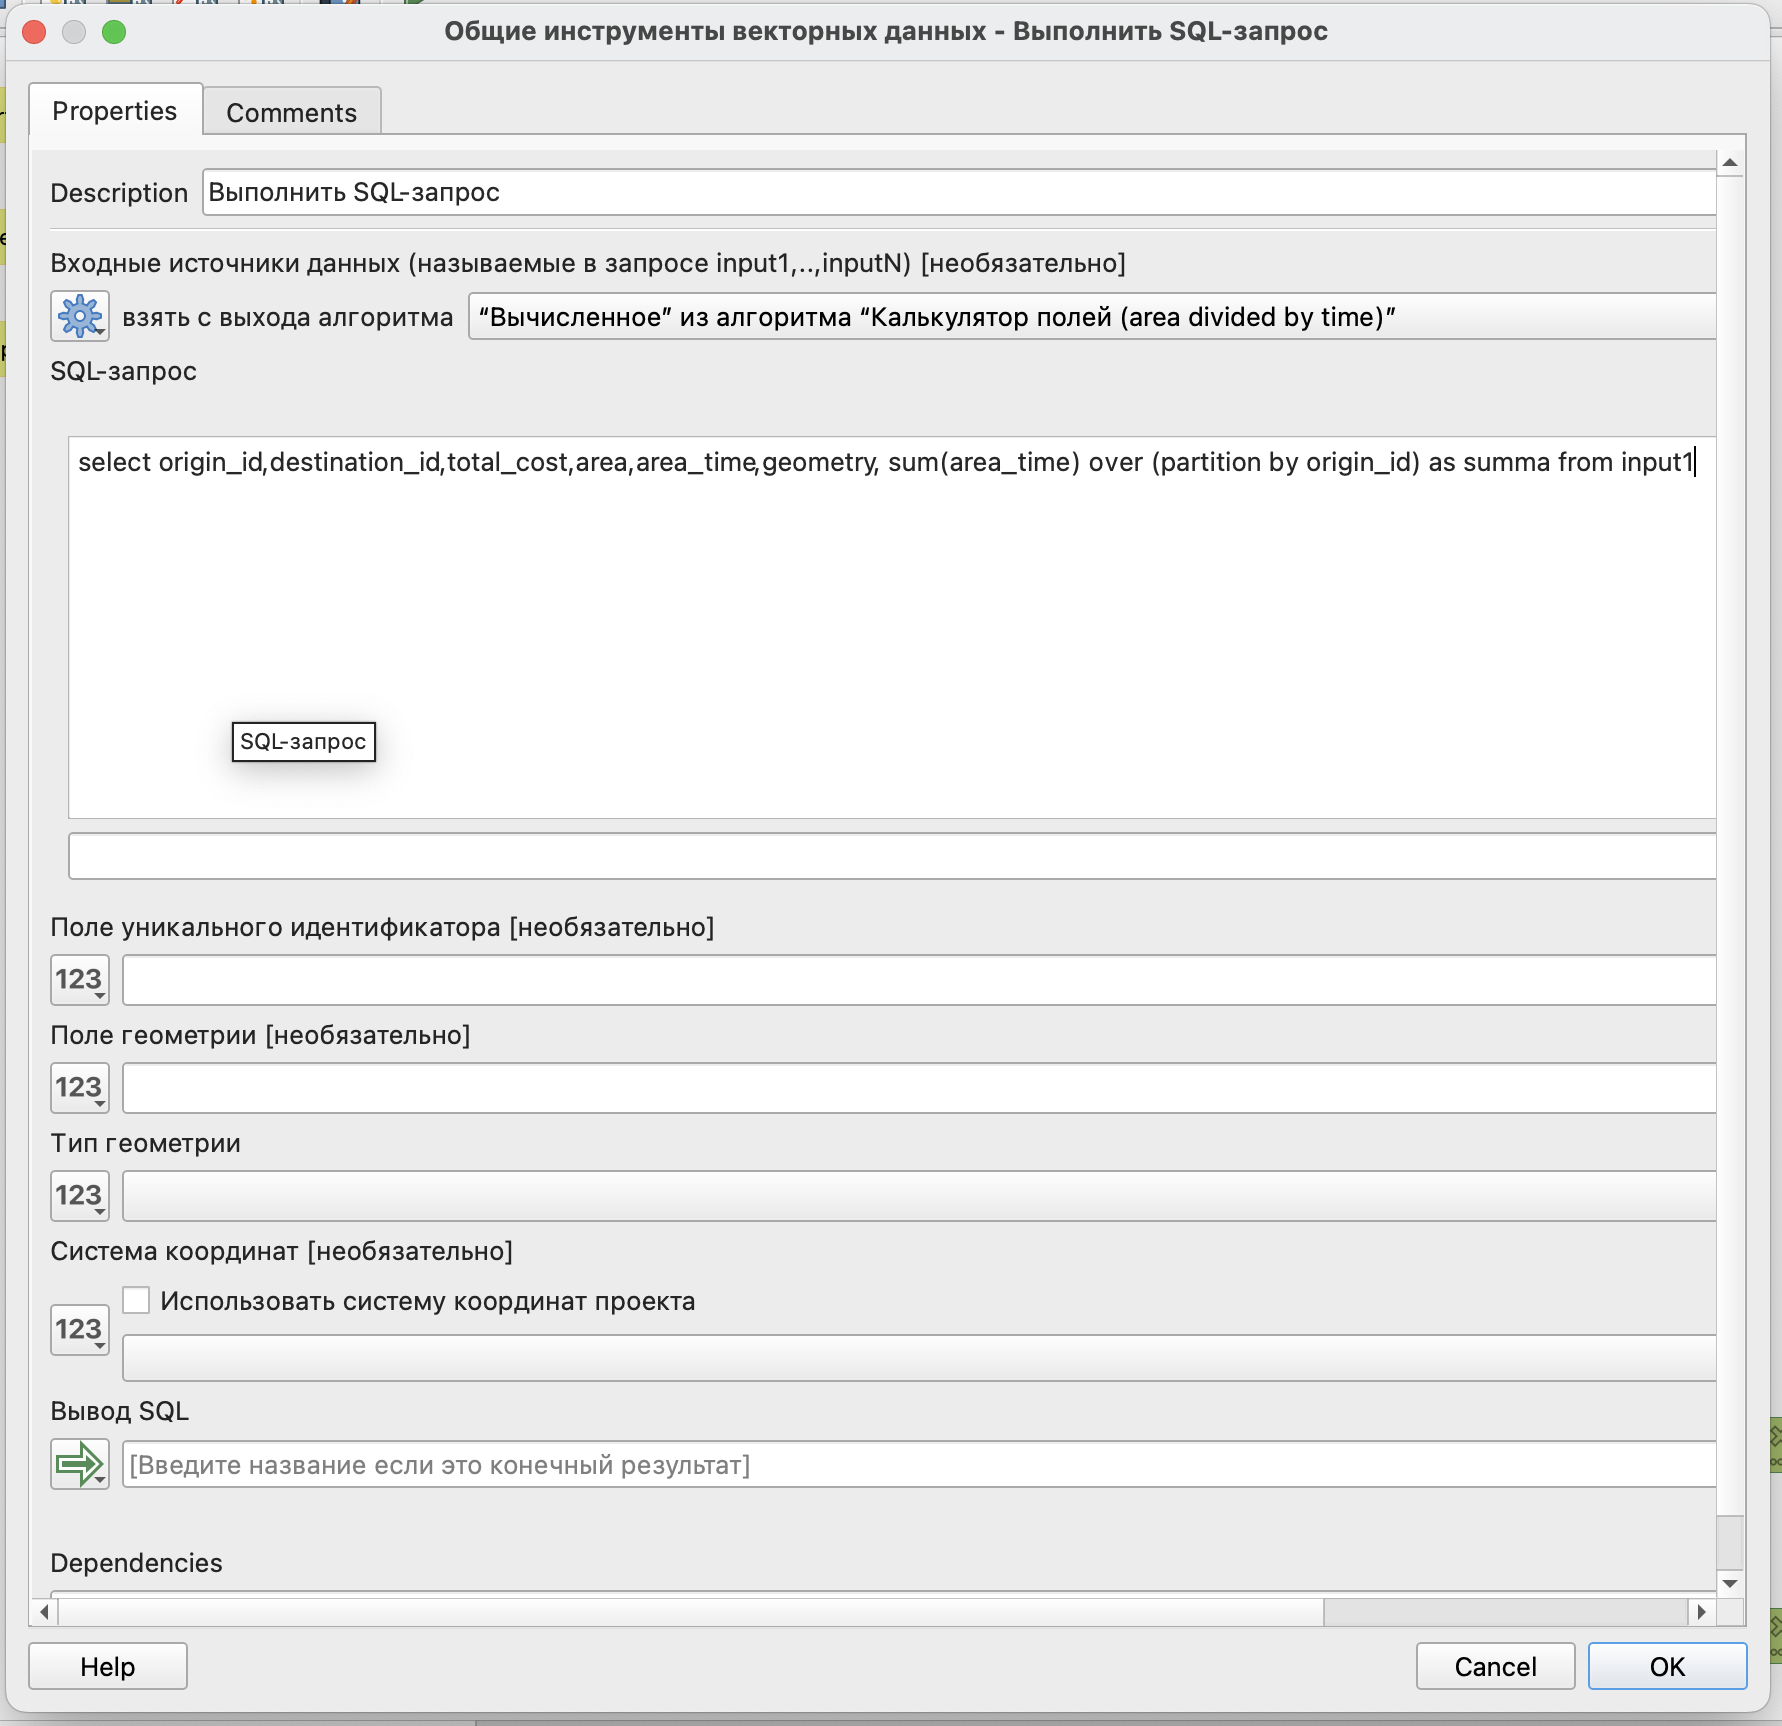 Общие инструменты векторных данных - Выполнить SQL-запрос
Properties
Comments
Description
Выполнить SQL-запрос
Входные источники данных (называемые в запросе input1,..,inputN) [необязательно]
взять с выхода алгоритма
“Вычисленное” из алгоритма “Калькулятор полей (area divided by time)”
SQL-запрос
select origin_id,destination_id,total_cost,area,area_time,geometry, sum(area_time) over (partition by origin_id) as summa from input1
SQL-запрос
Поле уникального идентификатора [необязательно]
123
Поле геометрии [необязательно]
123
Тип геометрии
123
Система координат [необязательно]
Использовать систему координат проекта
123
Вывод SQL
[Введите название если это конечный результат]
Dependencies
Help
Cancel
OK